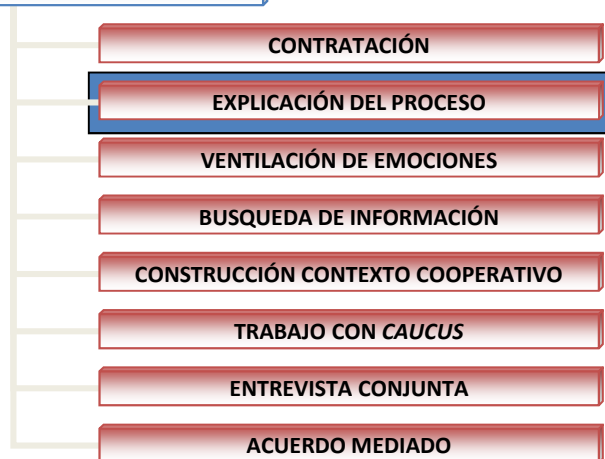 CONTRATACIÓN
EXPLICACIÓN DEL PROCESO
VENTILACIÓN DE EMOCIONES
BUSQUEDA DE INFORMACIÓN
CONSTRUCCIÓN CONTEXTO COOPERATIVO
TRABAJO CON CAUCUS
ENTREVISTA CONJUNTA
ACUERDO MEDIADO